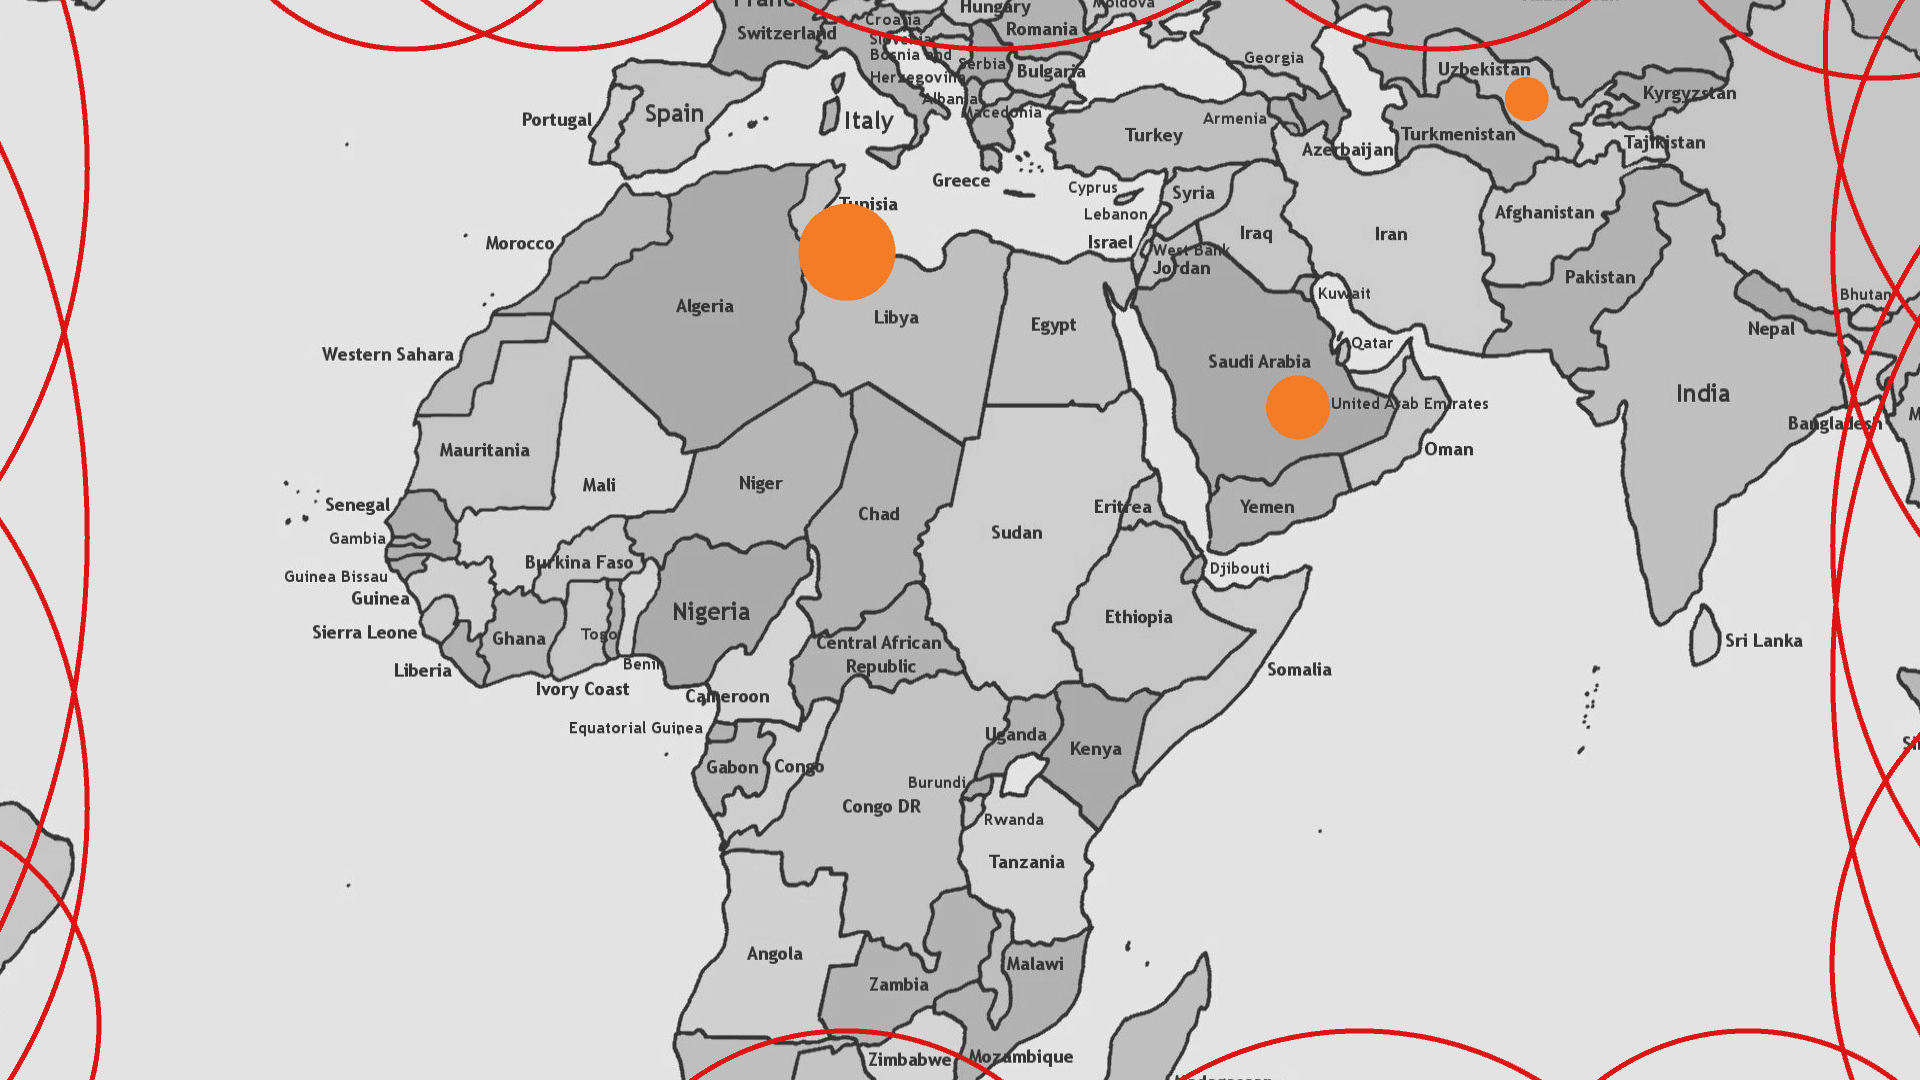 Hungary
Moldova
Croatia
Romania
Switzerland
Slovenia
Bosnia and
Herzegovina
Serbia
Georgia
Uzbekistan
Bulgaria
Kyrgyzstan
Albania
Macedonia
Portugal
Spain
Italy
Armenia
Turkey
Turkmenistan
Azerbaijan
Tajikistan
Greece
Cyprus
Syria
Tunisia
Lebanon
Afghanistan
Morocco
Israel
Iraq
Iran
West Bank
Jordan
Pakistan
Kuwait
Bhutan
Algeria
Libya
Egypt
Nepal
Western Sahara
Saudi Arabia
Qatar
India
United Arab Emirates
Bangladesh
Mauritania
Oman
Mali
Niger
Senegal
Chad
Eritrea
Yemen
Gambia
Sudan
Burkina Faso
Djibouti
Guinea Bissau
Guinea
Nigeria
Ethiopia
Sierra Leone
Ghana
Togo
Central African
Republic
Sri Lanka
Liberia
Benin
Somalia
Ivory Coast
Cameroon
Equatorial Guinea
Uganda
Kenya
Gabon
Congo
Burundi
Congo DR
Rwanda
Tanzania
Angola
Malawi
Zambia
Zimbabwe
Mozambique